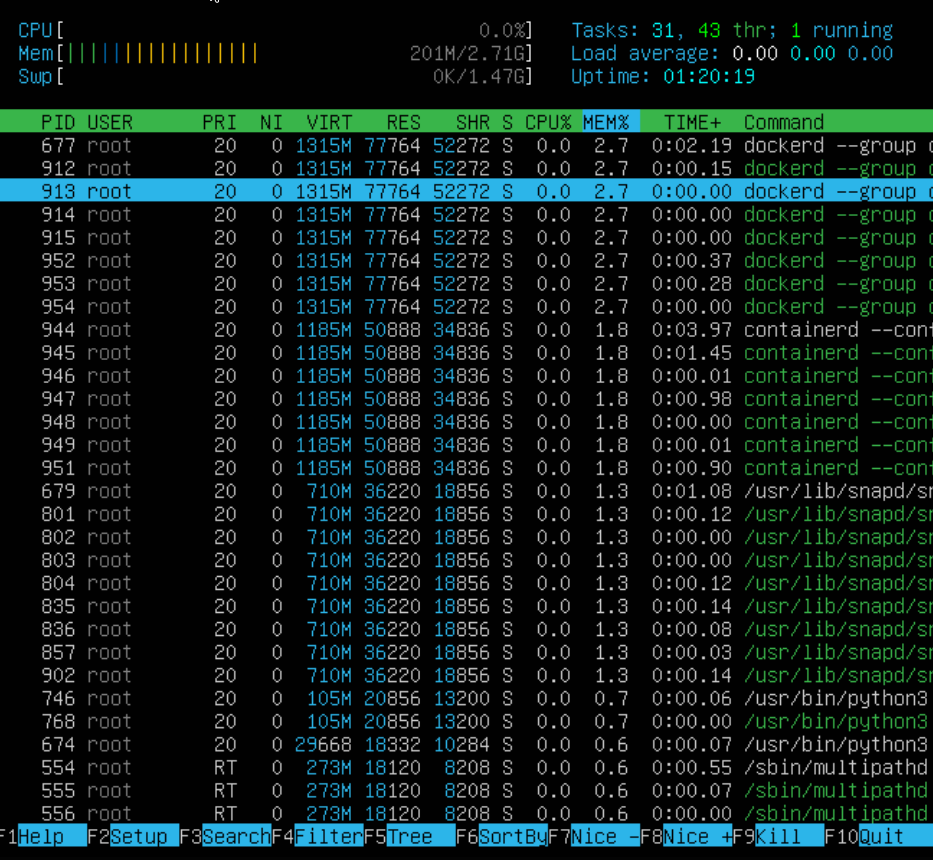 CPU[ 0.0%] Tasks: 31, 43 thr; 1 running
Mem[|||||||||||||||||| 201M/2.71G] Load average: 0.00 0.00 0.00
Swp[ 0K/1.47G] Uptime: 01:20:19
PID USER PRI NI VIRT RES SHR S CPU% MEM% TIME+ Command
677 root 20 0 1315M 77764 52272 S 0.0 2.7 0:02.19 dockerd --group
912 root 20 0 1315M 77764 52272 S 0.0 2.7 0:00.15 dockerd --group
913 root 20 0 1315M 77764 52272 S 0.0 2.7 0:00.00 dockerd --group
914 root 20 0 1315M 77764 52272 S 0.0 2.7 0:00.00 dockerd --group
915 root 20 0 1315M 77764 52272 S 0.0 2.7 0:00.00 dockerd --group
952 root 20 0 1315M 77764 52272 S 0.0 2.7 0:00.37 dockerd --group
953 root 20 0 1315M 77764 52272 S 0.0 2.7 0:00.28 dockerd --group
954 root 20 0 1315M 77764 52272 S 0.0 2.7 0:00.00 dockerd --group
944 root 20 0 1185M 50888 34836 S 0.0 1.8 0:03.97 containerd --con
945 root 20 0 1185M 50888 34836 S 0.0 1.8 0:01.45 containerd --con
946 root 20 0 1185M 50888 34836 S 0.0 1.8 0:00.01 containerd --con
947 root 20 0 1185M 50888 34836 S 0.0 1.8 0:00.98 containerd --con
948 root 20 0 1185M 50888 34836 S 0.0 1.8 0:00.00 containerd --con
949 root 20 0 1185M 50888 34836 S 0.0 1.8 0:00.01 containerd --con
951 root 20 0 1185M 50888 34836 S 0.0 1.8 0:00.90 containerd --con
679 root 20 0 710M 36220 18856 S 0.0 1.3 0:01.08 /usr/lib/snapd/s
801 root 20 0 710M 36220 18856 S 0.0 1.3 0:00.12 /usr/lib/snapd/s
802 root 20 0 710M 36220 18856 S 0.0 1.3 0:00.00 /usr/lib/snapd/s
803 root 20 0 710M 36220 18856 S 0.0 1.3 0:00.00 /usr/lib/snapd/s
804 root 20 0 710M 36220 18856 S 0.0 1.3 0:00.12 /usr/lib/snapd/s
835 root 20 0 710M 36220 18856 S 0.0 1.3 0:00.14 /usr/lib/snapd/s
836 root 20 0 710M 36220 18856 S 0.0 1.3 0:00.08 /usr/lib/snapd/s
857 root 20 0 710M 36220 18856 S 0.0 1.3 0:00.03 /usr/lib/snapd/s
902 root 20 0 710M 36220 18856 S 0.0 1.3 0:00.14 /usr/lib/snapd/s
746 root 20 0 105M 20856 13200 S 0.0 0.7 0:00.06 /usr/bin/python3
768 root 20 0 105M 20856 13200 S 0.0 0.7 0:00.00 /usr/bin/python3
674 root 20 0 29668 18332 10284 S 0.0 0.6 0:00.07 /usr/bin/python3
554 root RT 0 273M 18120 8208 S 0.0 0.6 0:00.55 /sbin/multipathd
555 root RT 0 273M 18120 8208 S 0.0 0.6 0:00.07 /sbin/multipathd
556 root RT 0 273M 18120 8208 S 0.0 0.6 0:00.00 /sbin/multipathd
F1Help F2Setup F3SearchF4FilterF5Tree F6SortByF7Nice -F8Nice +F9Kill F10Quit